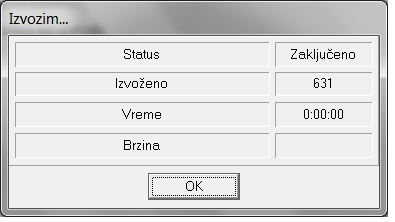 Izvozim...
Status Zaključeno
Izvoženo 631
Vreme 0:00:00
Brzina
OK